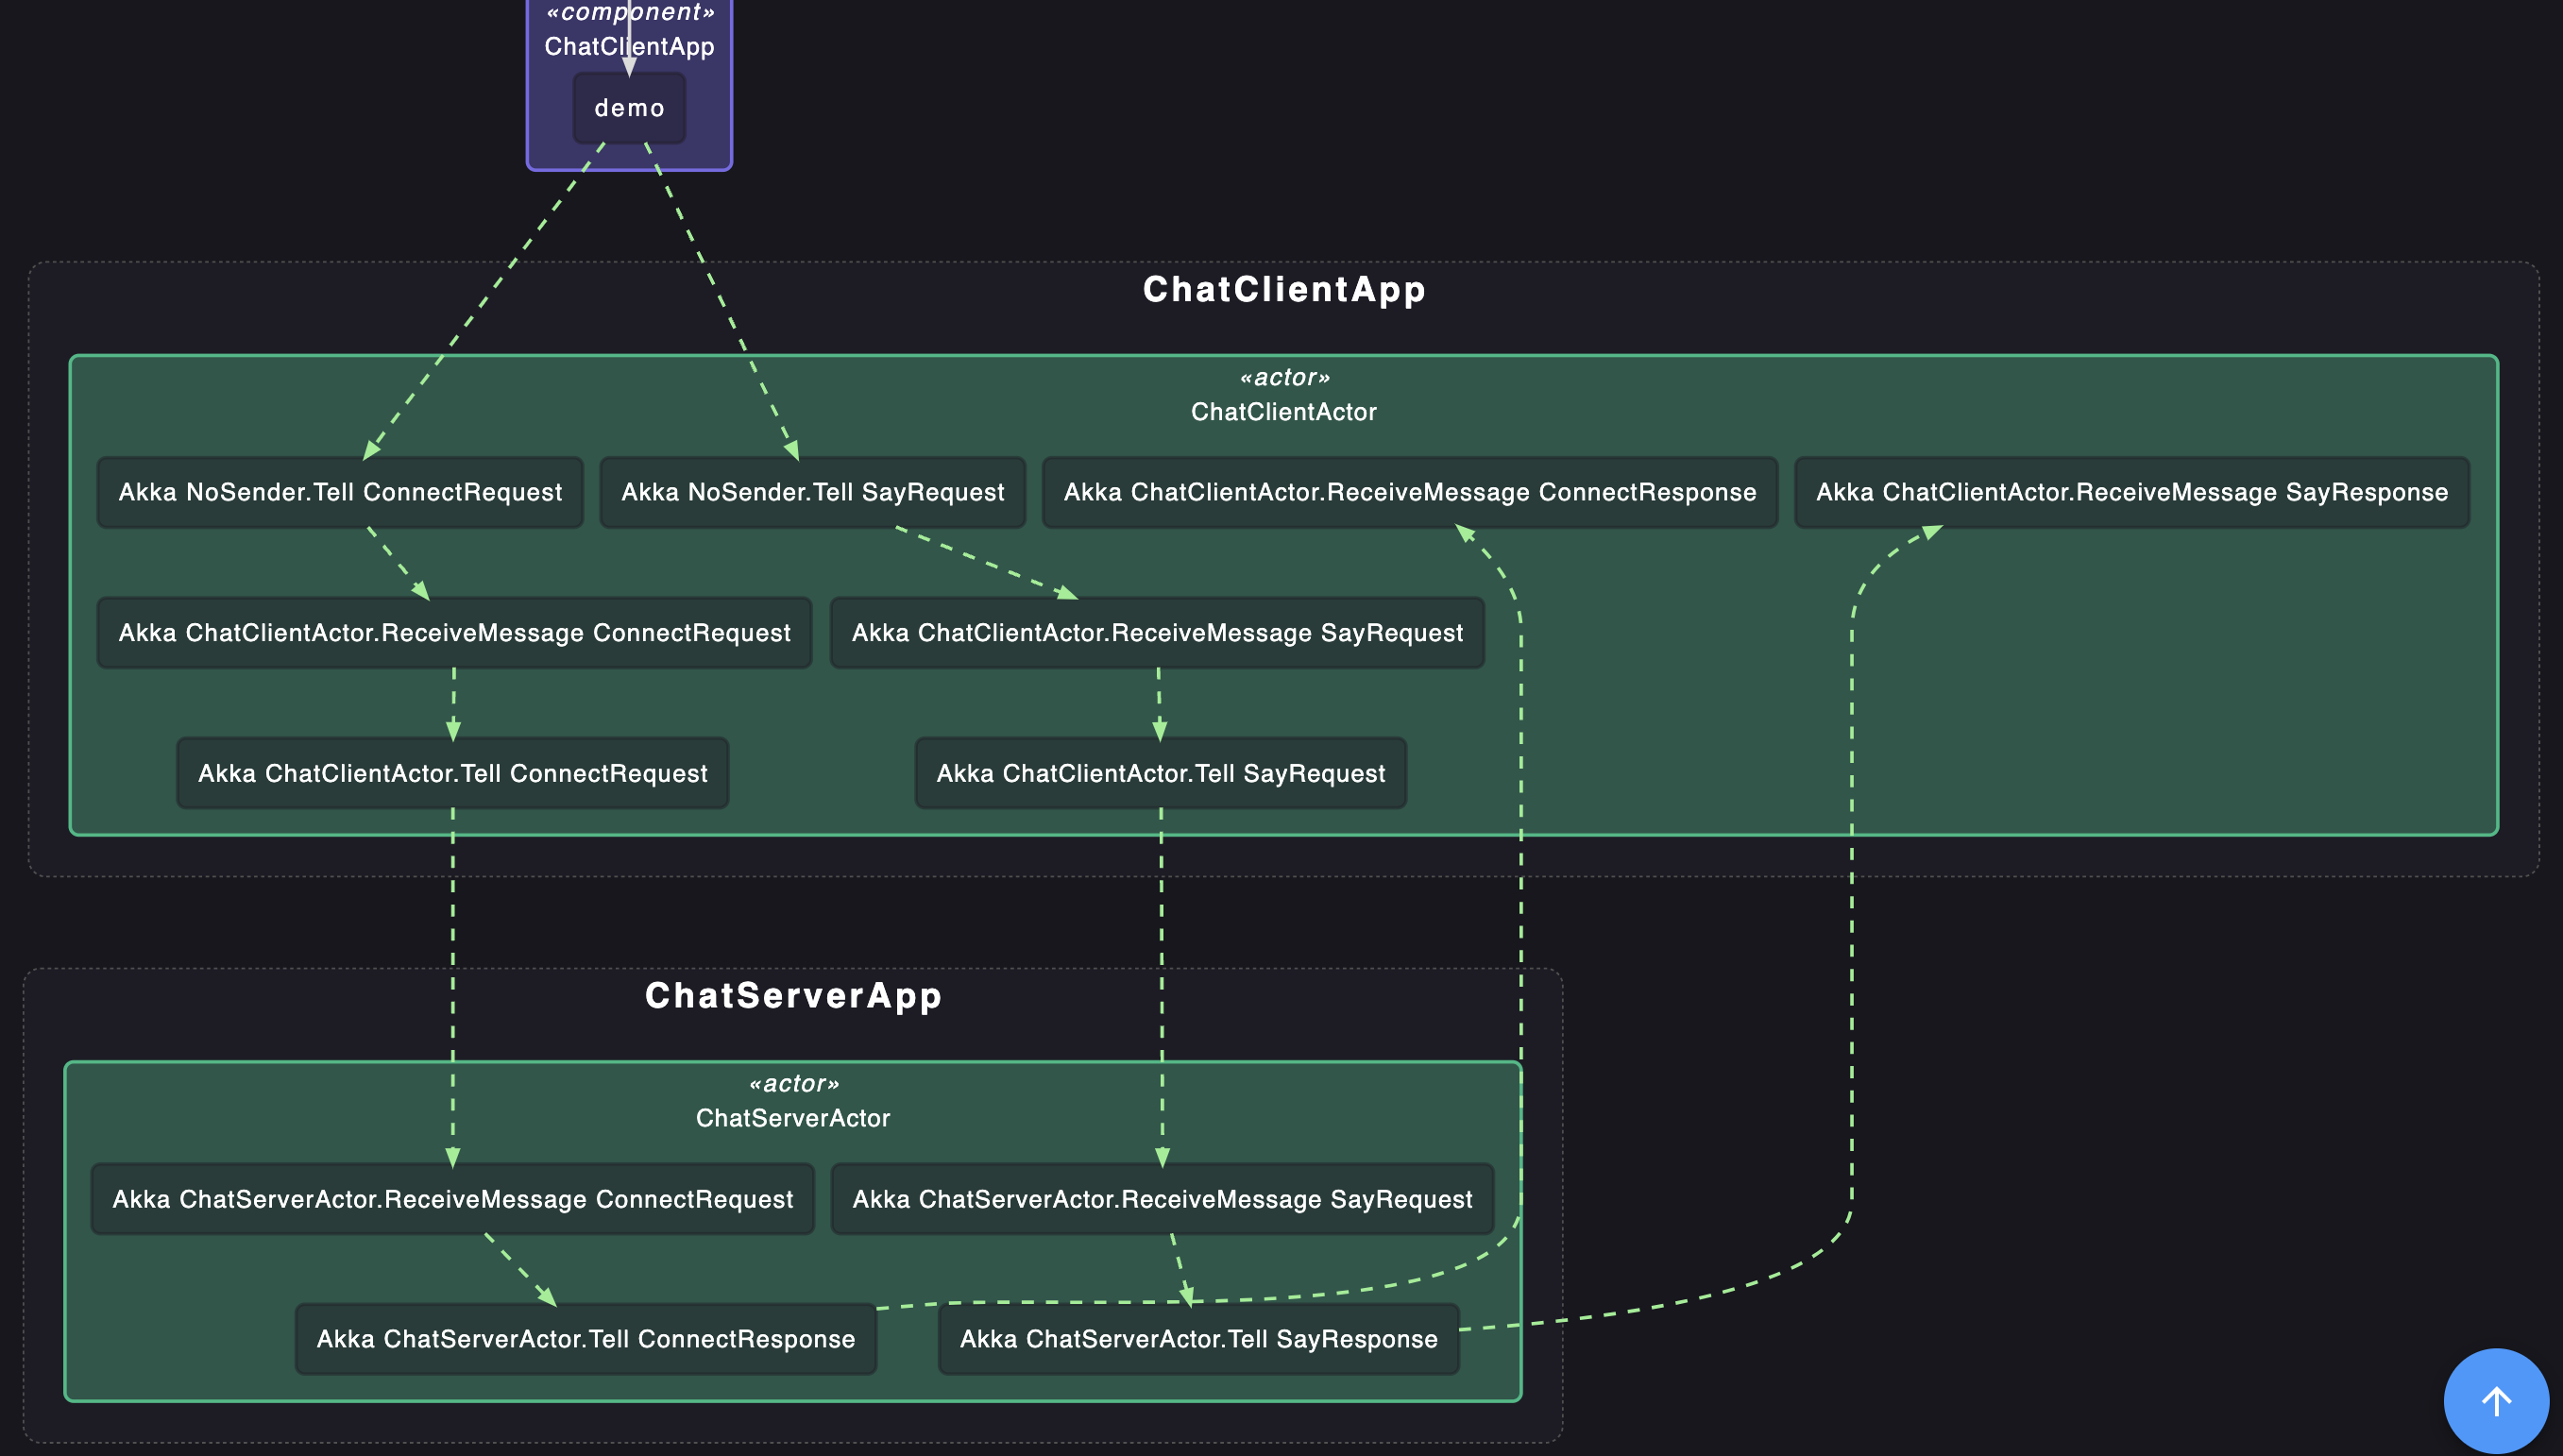 «component»
ChatClientApp
demo
ChatClientApp
«actor»
ChatClientActor
Akka NoSender.Tell ConnectRequest
Akka NoSender.Tell SayRequest
Akka ChatClientActor.ReceiveMessage ConnectResponse
Akka ChatClientActor.ReceiveMessage SayResponse
Akka ChatClientActor.ReceiveMessage ConnectRequest
Akka ChatClientActor.ReceiveMessage SayRequest
Akka ChatClientActor.Tell ConnectRequest
Akka ChatClientActor.Tell SayRequest
ChatServerApp
«actor»
ChatServerActor
Akka ChatServerActor.ReceiveMessage ConnectRequest
Akka ChatServerActor.ReceiveMessage SayRequest
Akka ChatServerActor.Tell ConnectResponse
Akka ChatServerActor.Tell SayResponse